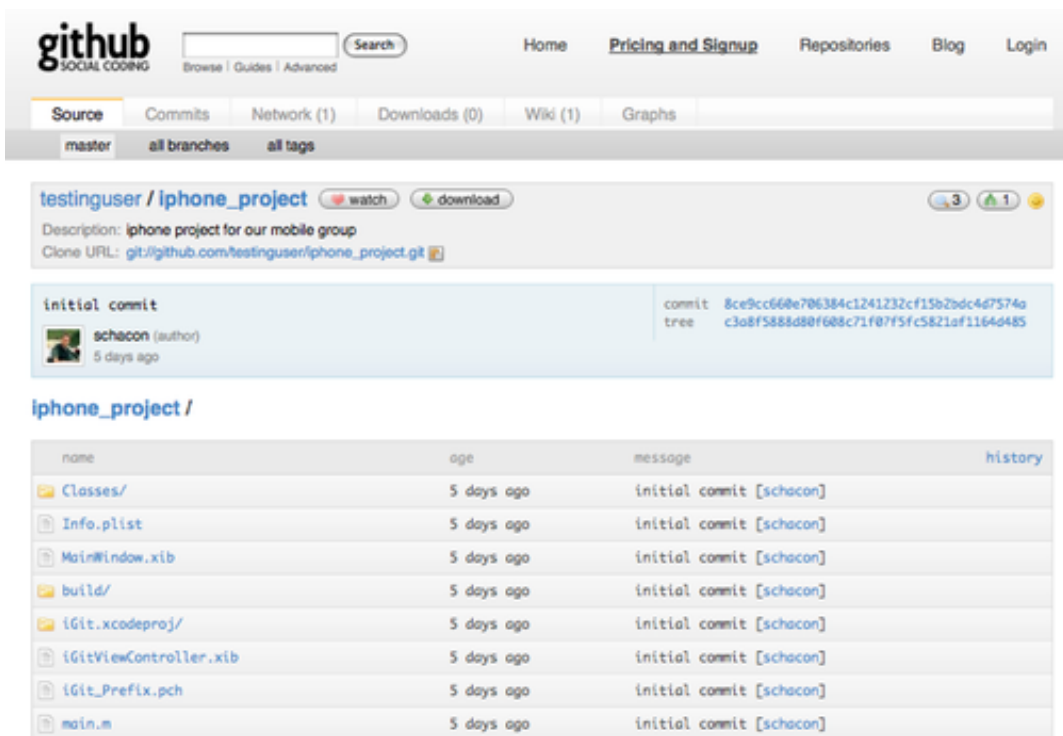 github
SOCIAL CODING
Search
Browse | Guides | Advanced
Home Pricing and Signup Repositories Blog Login
Source Commits Network (1) Downloads (0) Wiki (1) Graphs
master all branches all tags
testinguser / iphone_project watch download 3 1
Description: iphone project for our mobile group
Clone URL: git://github.com/testinguser/iphone_project.git
initial commit
schacon (author)
5 days ago
commit 8ce9cc660e706384c1241232cf15b2bdc4d7574a
tree c3a8f5888d80f608c71f07f5fc5821af1164d485
iphone_project /
name age message history
Classes/ 5 days ago initial commit [schacon]
Info.plist 5 days ago initial commit [schacon]
MainWindow.xib 5 days ago initial commit [schacon]
build/ 5 days ago initial commit [schacon]
iGit.xcodeproj/ 5 days ago initial commit [schacon]
iGitViewController.xib 5 days ago initial commit [schacon]
iGit_Prefix.pch 5 days ago initial commit [schacon]
main.m 5 days ago initial commit [schacon]